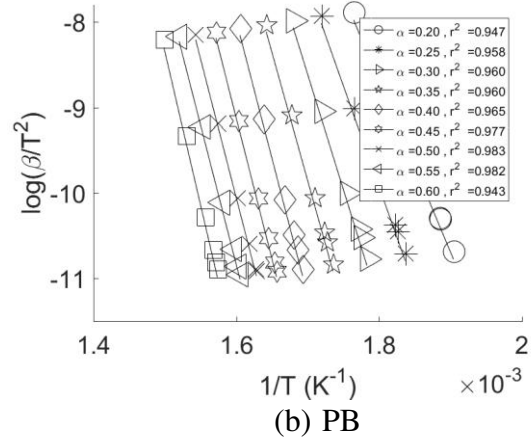 -8
-9
-10
-11
log(β/T²)
α =0.20 , r² =0.947
α =0.25 , r² =0.958
α =0.30 , r² =0.960
α =0.35 , r² =0.960
α =0.40 , r² =0.965
α =0.45 , r² =0.977
α =0.50 , r² =0.983
α =0.55 , r² =0.982
α =0.60 , r² =0.943
1.4 1.6 1.8 2
1/T (K⁻¹) ×10⁻³
(b) PB